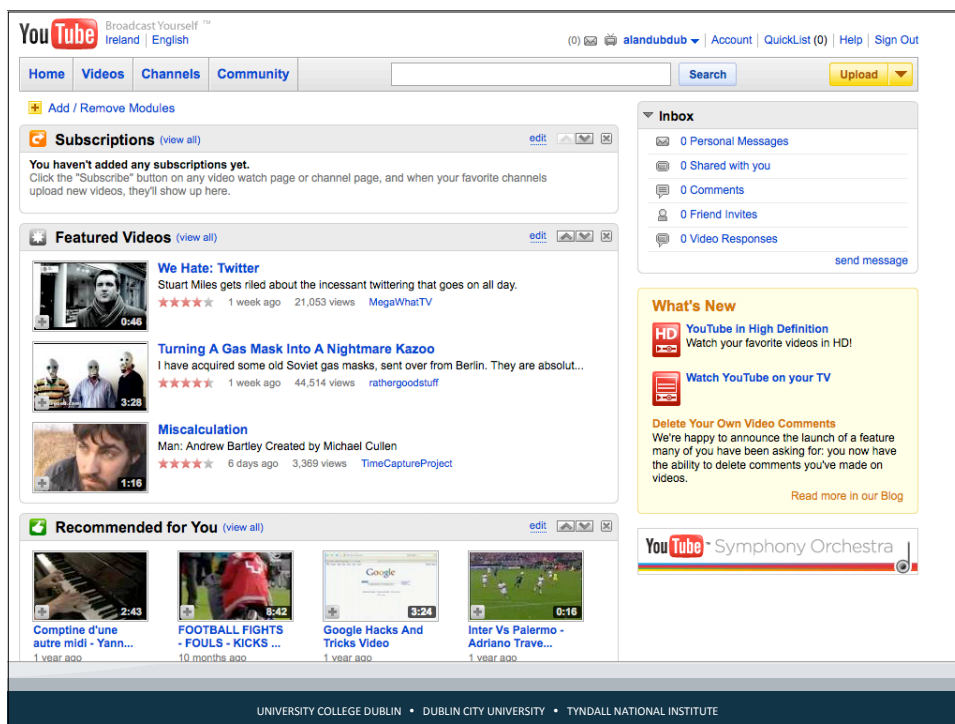 YouTube Broadcast Yourself ™
Ireland | English
(0) alandubdub | Account | QuickList (0) | Help | Sign Out
Home Videos Channels Community Search Upload
Add / Remove Modules
Subscriptions (view all) edit
You haven't added any subscriptions yet.
Click the "Subscribe" button on any video watch page or channel page, and when your favorite channels
upload new videos, they'll show up here.
Featured Videos (view all) edit
We Hate: Twitter
Stuart Miles gets riled about the incessant twittering that goes on all day.
1 week ago 21,053 views MegaWhatTV
0:46
Turning A Gas Mask Into A Nightmare Kazoo
I have acquired some old Soviet gas masks, sent over from Berlin. They are absolut...
1 week ago 44,514 views rathergoodstuff
3:28
Miscalculation
Man: Andrew Bartley Created by Michael Cullen
6 days ago 3,369 views TimeCaptureProject
1:16
Recommended for You (view all) edit
2:43 8:42 3:24 0:16
Google
Comptine d'une FOOTBALL FIGHTS Google Hacks And Inter Vs Palermo -
autre midi - Yann... - FOULS - KICKS ... Tricks Video Adriano Trave...
1 year ago 10 months ago 1 year ago 1 year ago
Inbox
0 Personal Messages
0 Shared with you
0 Comments
0 Friend Invites
0 Video Responses
send message
What's New
HD YouTube in High Definition
Watch your favorite videos in HD!
Watch YouTube on your TV
Delete Your Own Video Comments
We're happy to announce the launch of a feature
many of you have been asking for: you now have
the ability to delete comments you've made on
videos.
Read more in our Blog
YouTube ™ Symphony Orchestra
UNIVERSITY COLLEGE DUBLIN • DUBLIN CITY UNIVERSITY • TYNDALL NATIONAL INSTITUTE